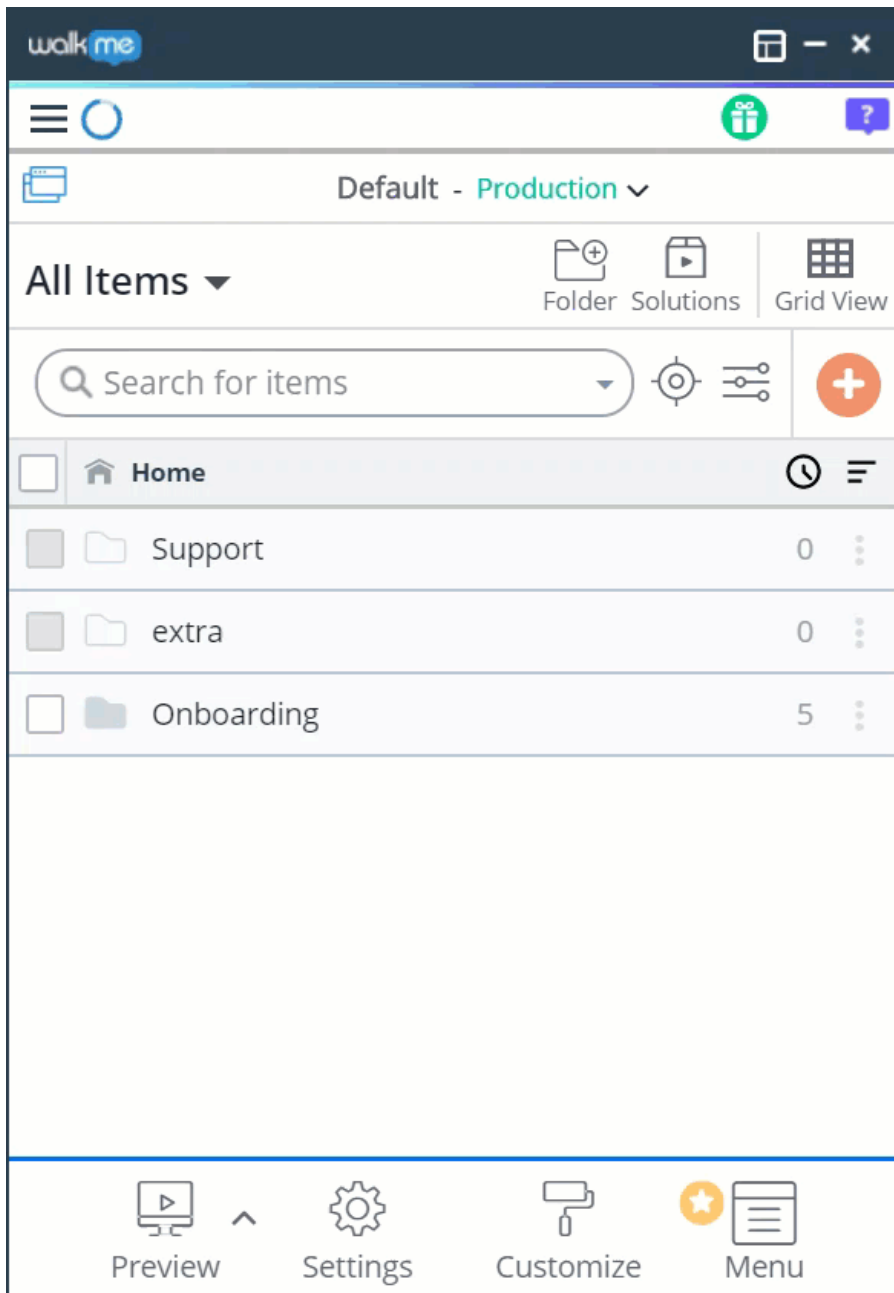 walkme
?
Default - Production
All Items
Folder Solutions Grid View
Search for items
Home
Support 0
extra 0
Onboarding 5
Preview Settings Customize Menu